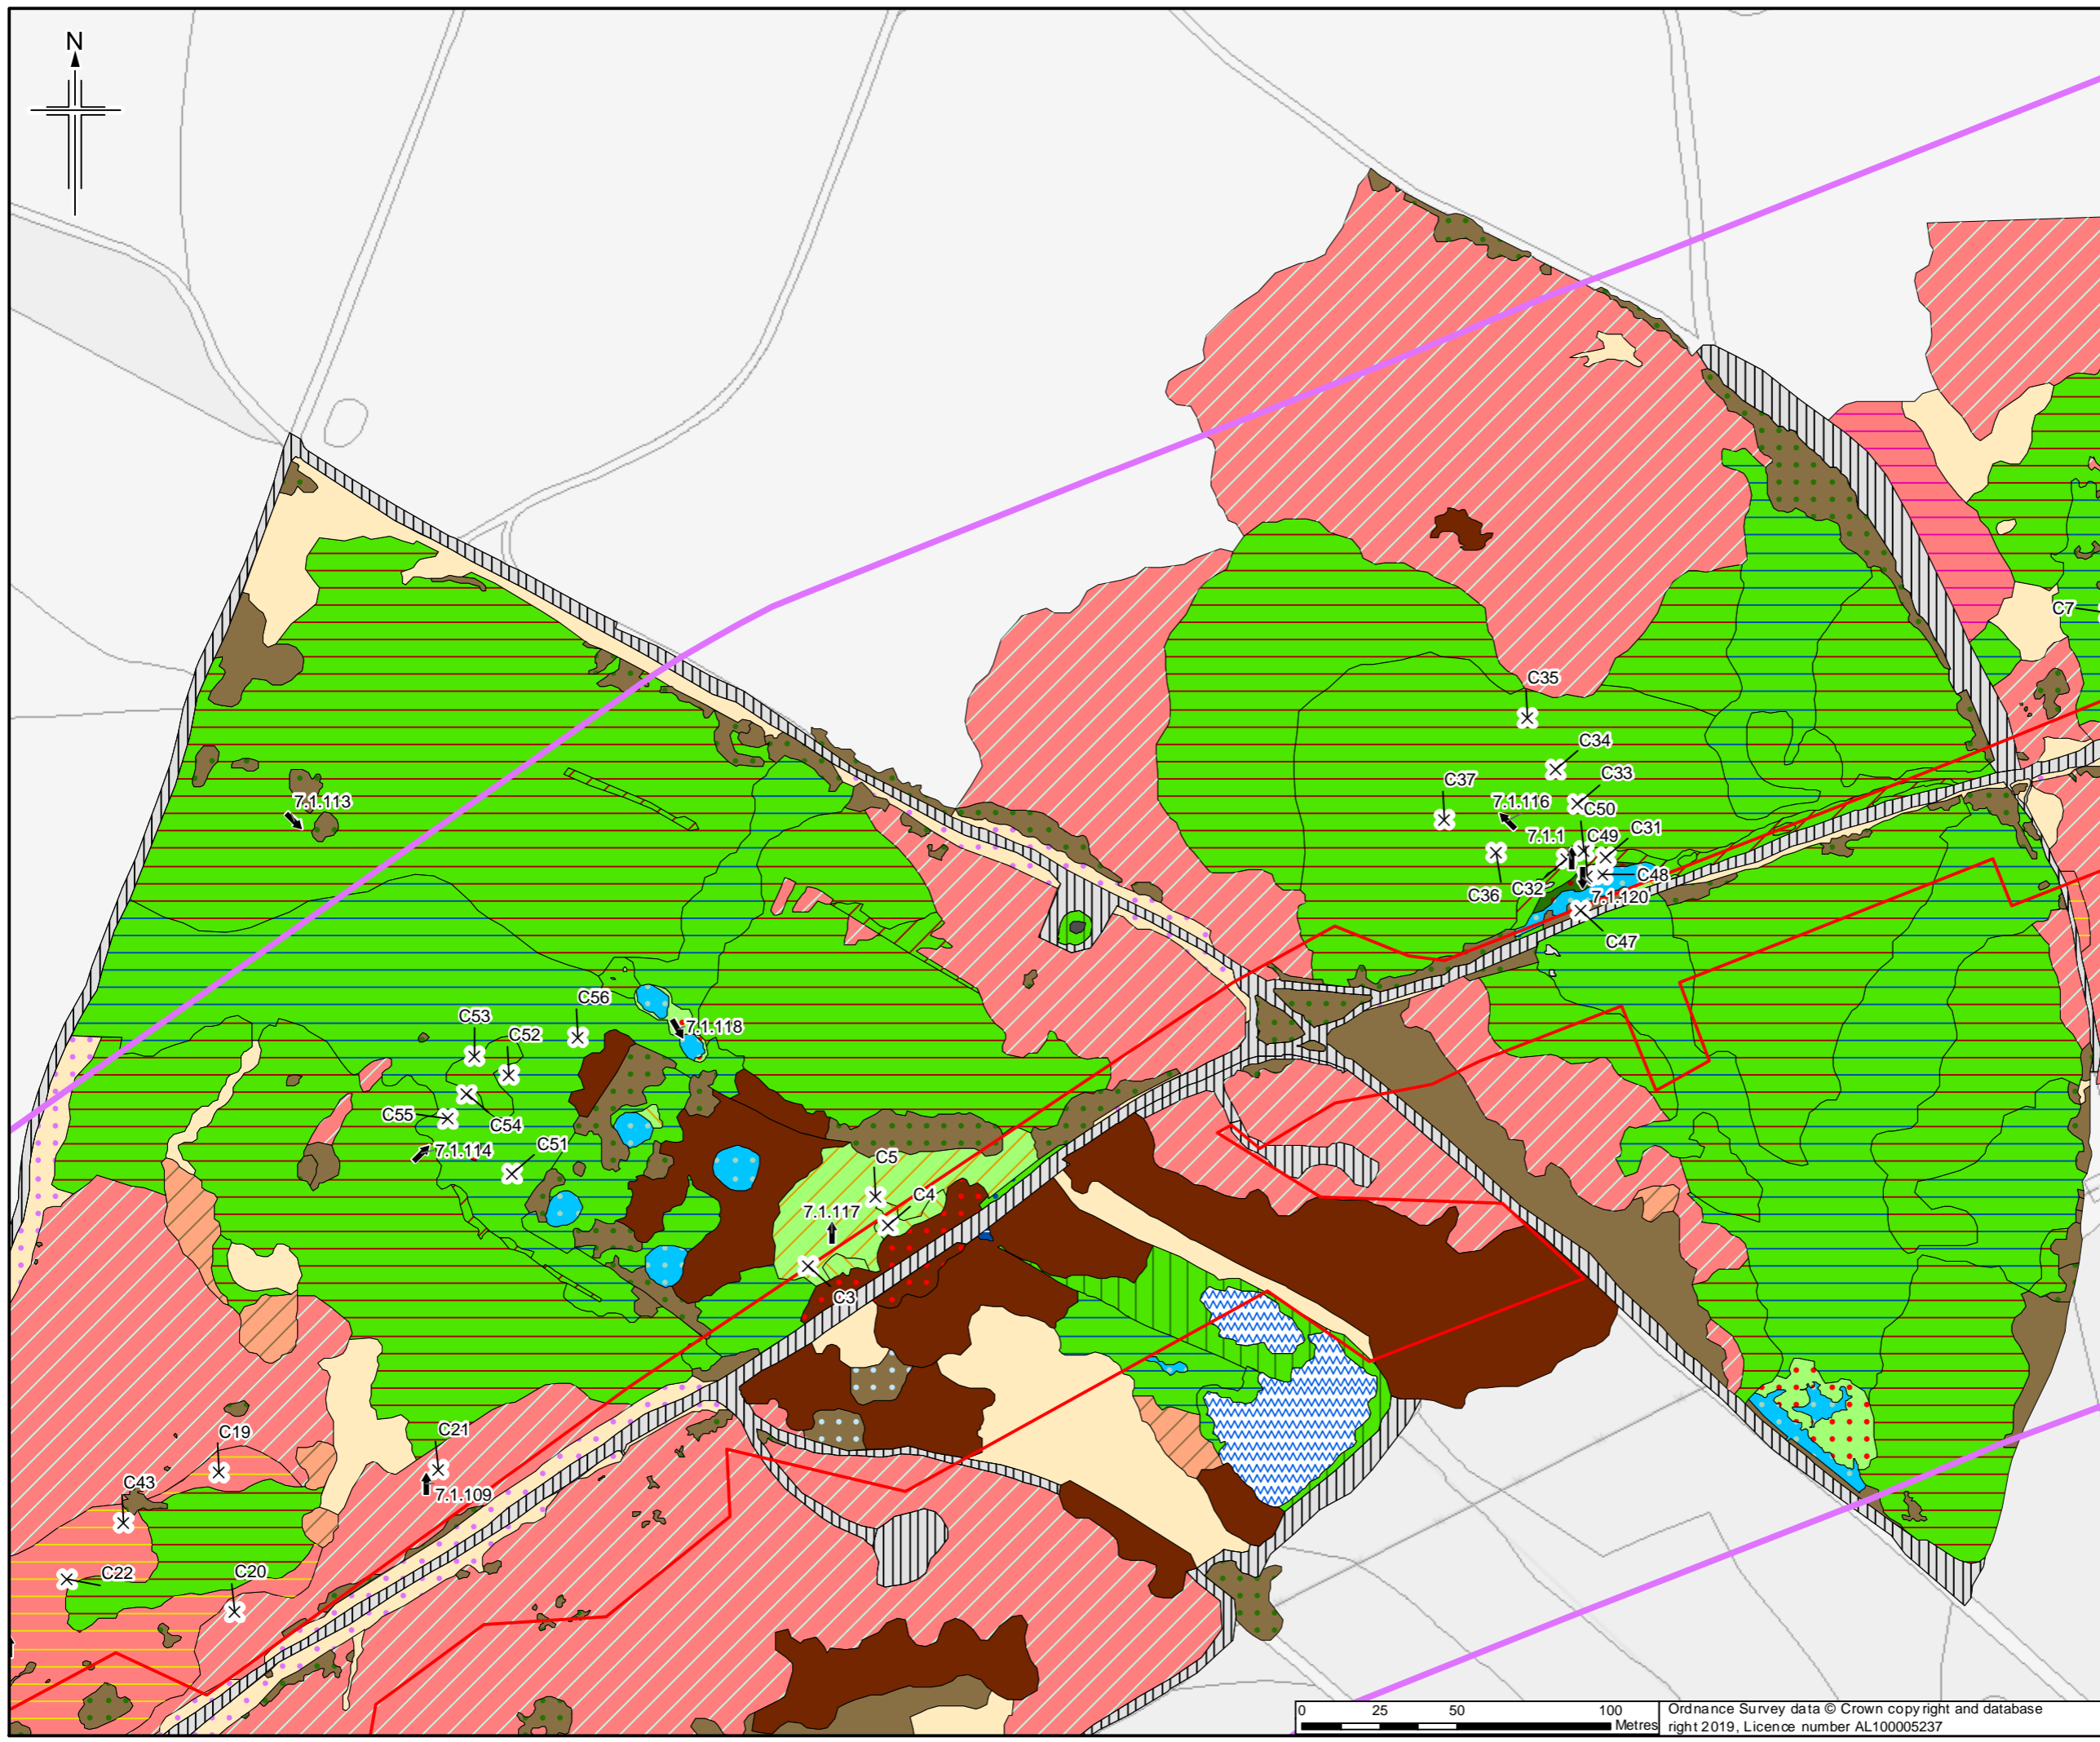 N
C7
C35
C34
C37
C33
7.1.116
C50
7.1.1
C49
C31
C36
C32
C48
7.1.120
C47
7.1.113
C56
C53
C52
7.1.118
C55
C54
C51
7.1.114
C5
C4
7.1.117
C3
C19
C21
C43
7.1.109
C22
C20
0 25 50 100
Metres
Ordnance Survey data © Crown copyright and database
right 2019, Licence number AL100005237